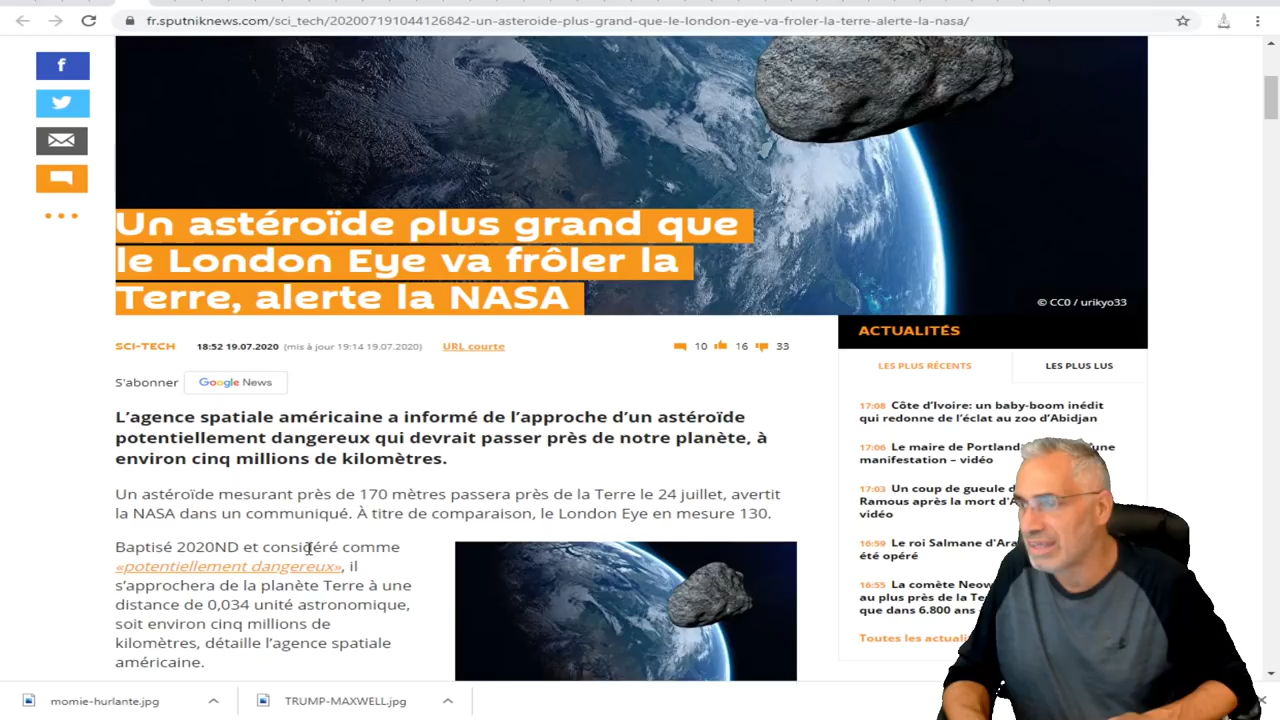 fr.sputniknews.com/sci_tech/202007191044126842-un-asteroide-plus-grand-que-le-london-eye-va-froler-la-terre-alerte-la-nasa/
f
Un astéroïde plus grand que
le London Eye va frôler la
Terre, alerte la NASA
© CC0 / urikyo33
SCI-TECH 18:52 19.07.2020 (mis à jour 19:14 19.07.2020) URL courte 10 16 33
S'abonner Google News
L'agence spatiale américaine a informé de l'approche d'un astéroïde
potentiellement dangereux qui devrait passer près de notre planète, à
environ cinq millions de kilomètres.
Un astéroïde mesurant près de 170 mètres passera près de la Terre le 24 juillet, avertit
la NASA dans un communiqué. À titre de comparaison, le London Eye en mesure 130.
Baptisé 2020ND et considéré comme
«potentiellement dangereux», il
s'approchera de la planète Terre à une
distance de 0,034 unité astronomique,
soit environ cinq millions de
kilomètres, détaille l'agence spatiale
américaine.
ACTUALITÉS
LES PLUS RÉCENTS LES PLUS LUS
17:08 Côte d'Ivoire: un baby-boom inédit
qui redonne de l'éclat au zoo d'Abidjan
17:06 Le maire de Portland une
manifestation – vidéo
17:03 Un coup de gueule
Ramous après la mort
vidéo
16:59 Le roi Salmane
été opéré
16:55 La comète
au plus près de la
que dans 6.800 ans
Toutes les
momie-hurlante.jpg TRUMP-MAXWELL.jpg